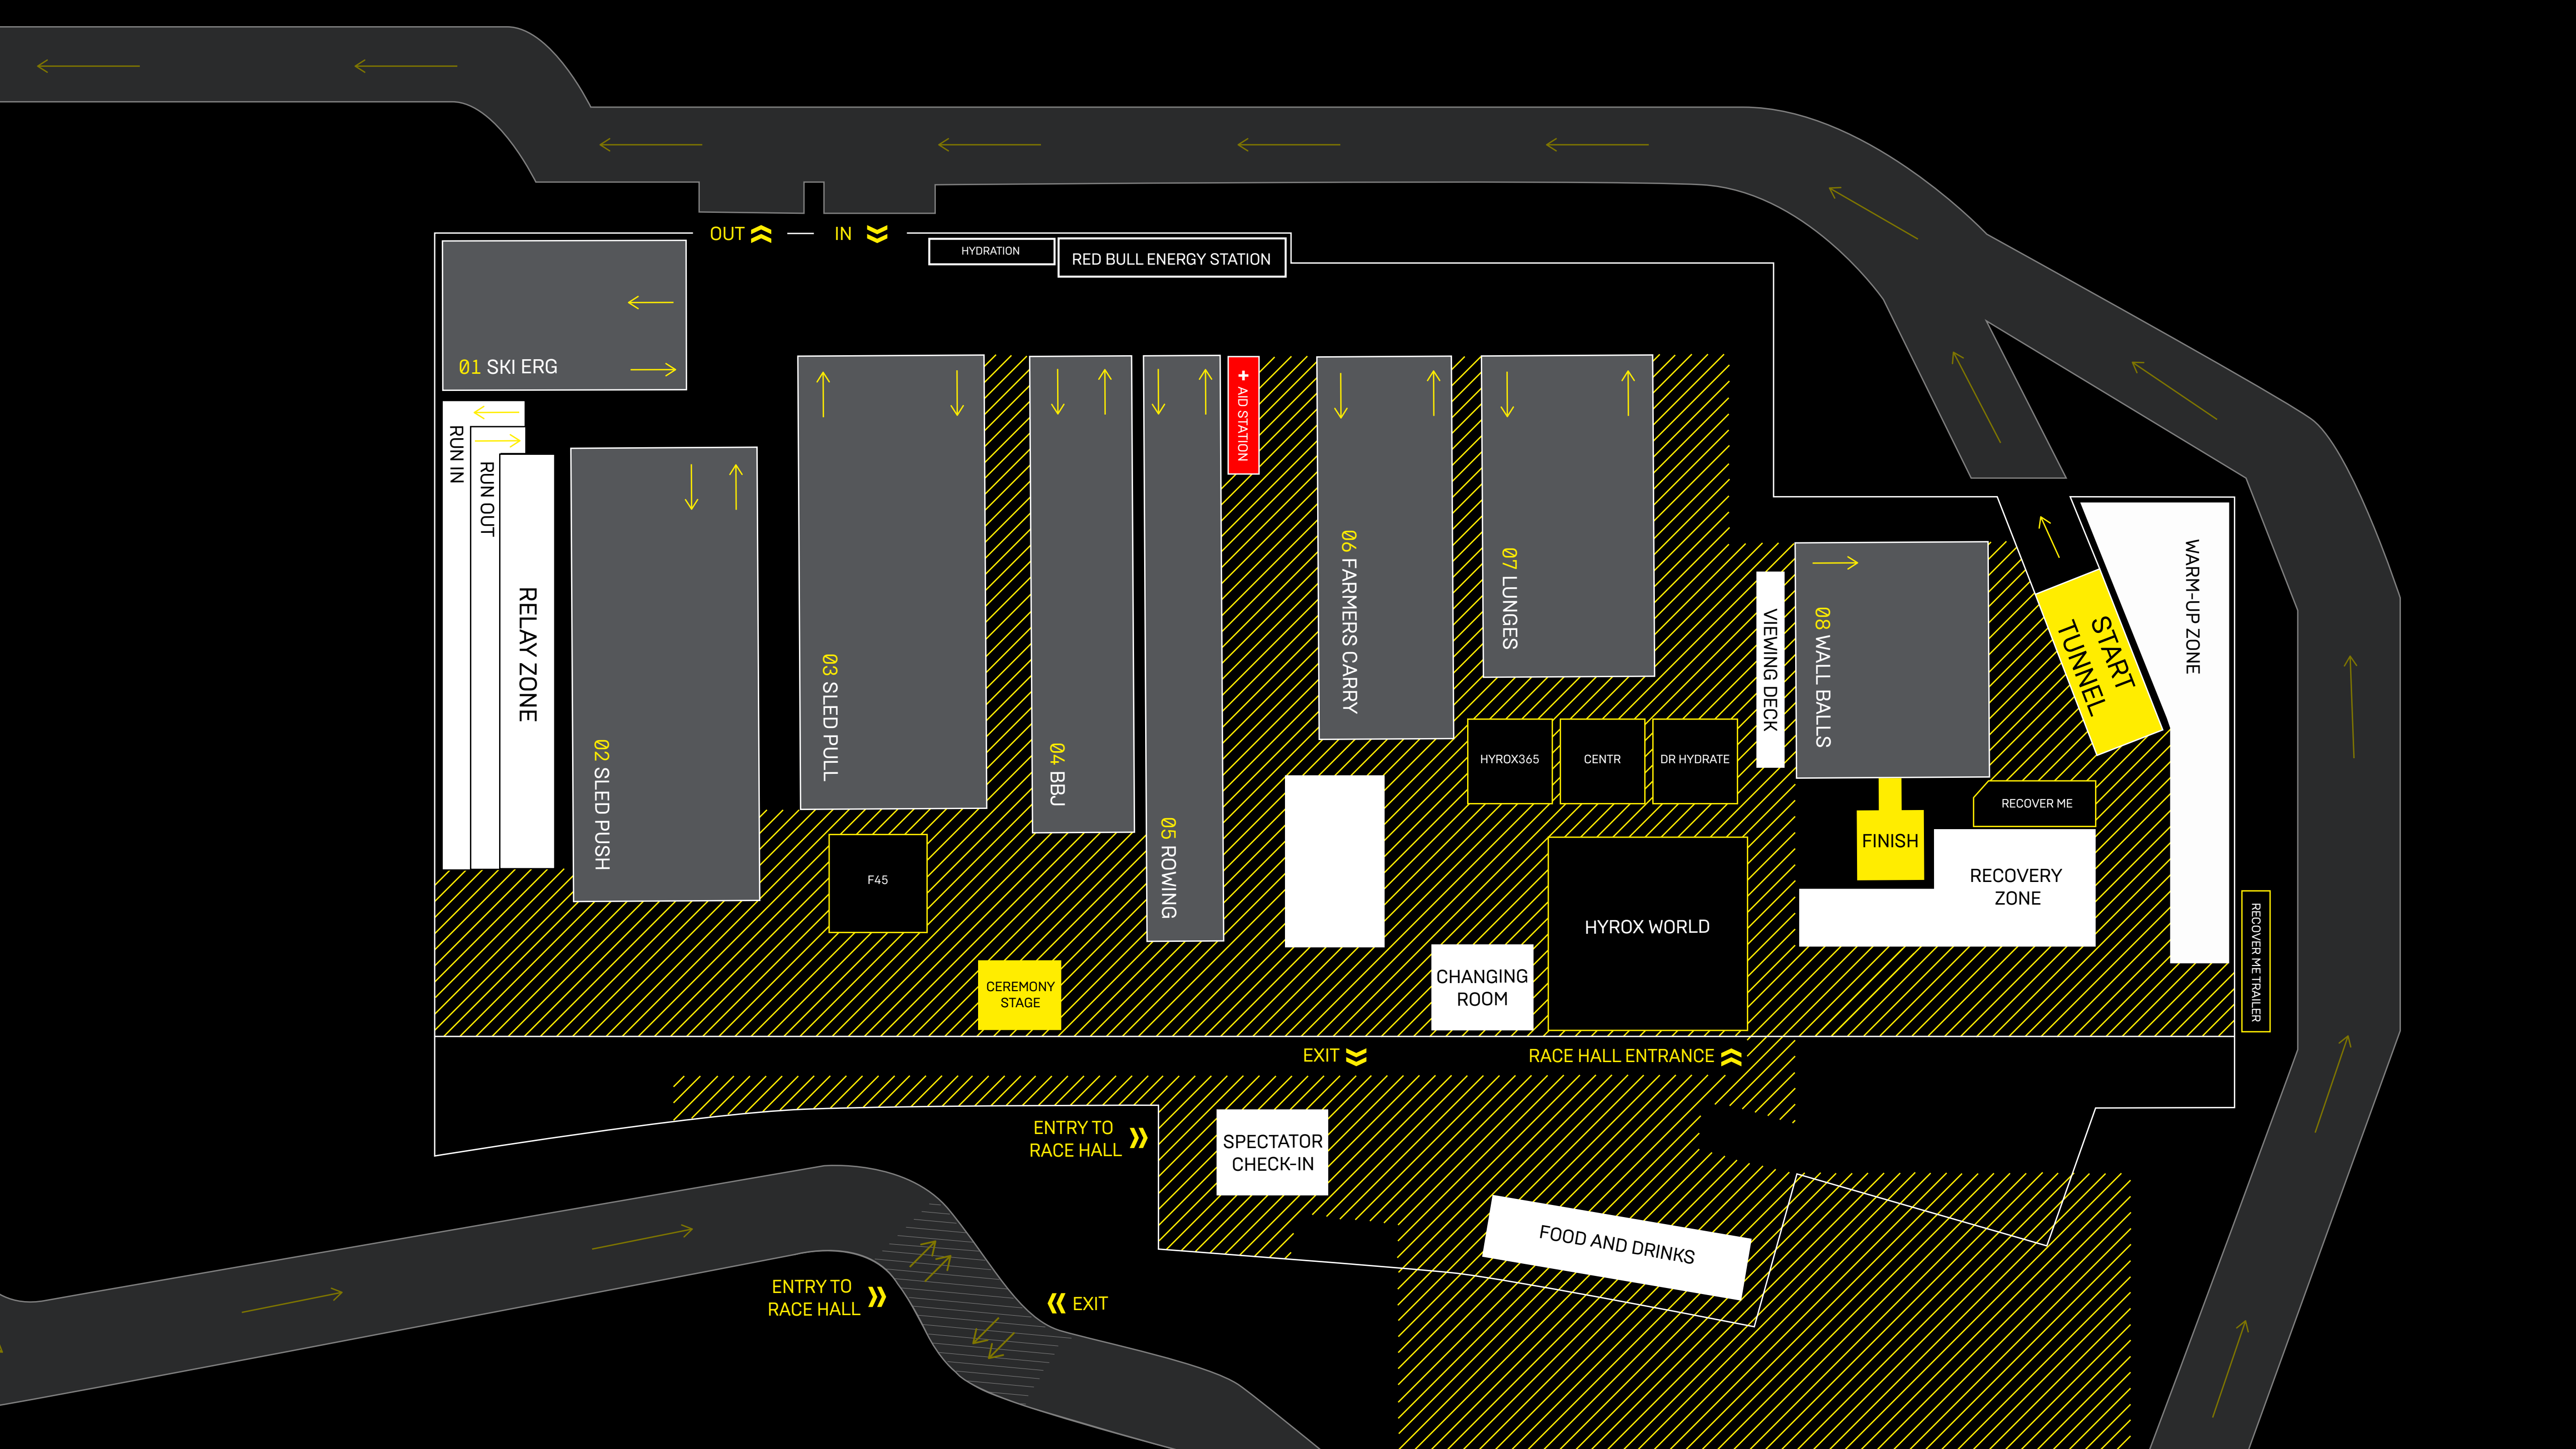 OUT
IN
HYDRATION
RED BULL ENERGY STATION
01 SKI ERG
RUN IN
RUN OUT
RELAY ZONE
02 SLED PUSH
03 SLED PULL
04 BBJ
05 ROWING
+ AID STATION
06 FARMERS CARRY
07 LUNGES
VIEWING DECK
08 WALL BALLS
START
TUNNEL
WARM-UP ZONE
HYROX365
CENTR
DR HYDRATE
F45
FINISH
RECOVER ME
RECOVERY
ZONE
HYROX WORLD
CEREMONY
STAGE
CHANGING
ROOM
RECOVER ME TRAILER
EXIT
RACE HALL ENTRANCE
ENTRY TO
RACE HALL
SPECTATOR
CHECK-IN
FOOD AND DRINKS
ENTRY TO
RACE HALL
EXIT